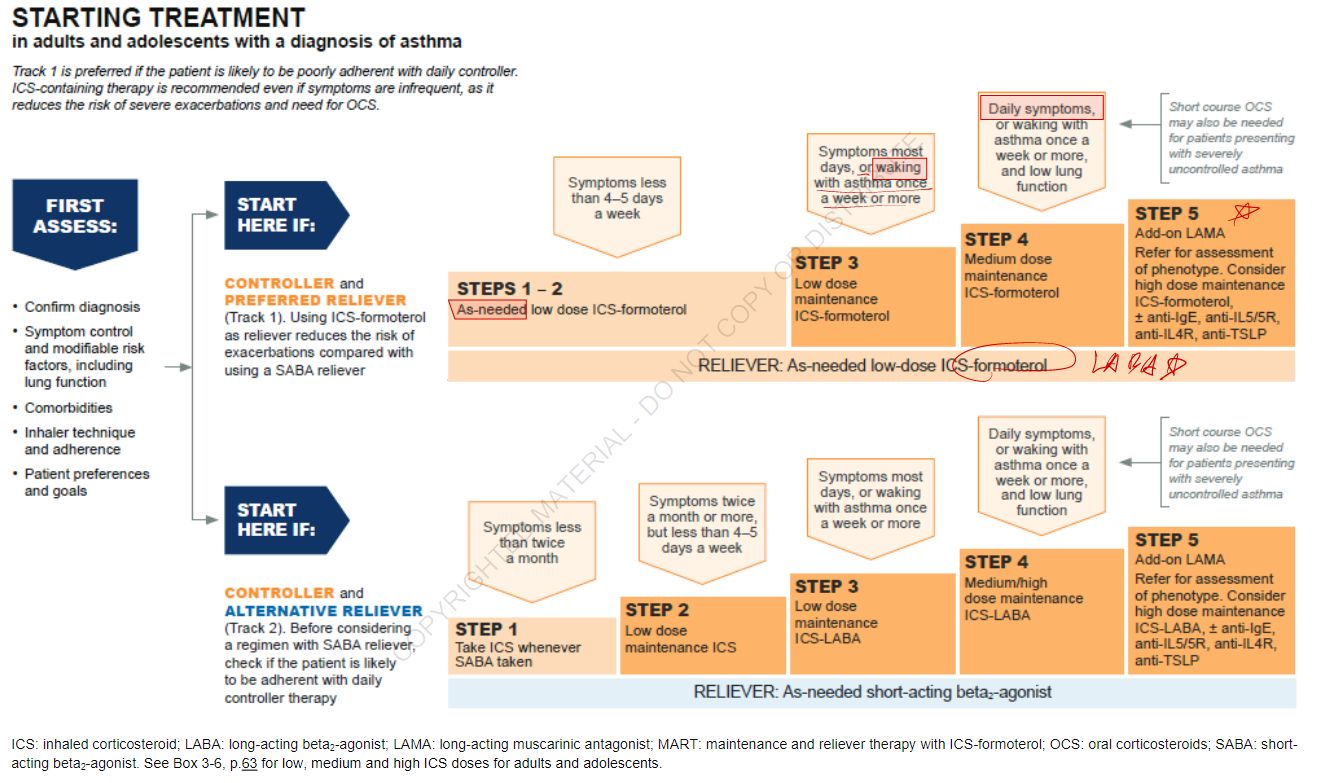 STARTING TREATMENT
in adults and adolescents with a diagnosis of asthma
Track 1 is preferred if the patient is likely to be poorly adherent with daily controller.
ICS-containing therapy is recommended even if symptoms are infrequent, as it
reduces the risk of severe exacerbations and need for OCS.
FIRST
ASSESS:
• Confirm diagnosis
• Symptom control
and modifiable risk
factors, including
lung function
• Comorbidities
• Inhaler technique
and adherence
• Patient preferences
and goals
START
HERE IF:
CONTROLLER and
PREFERRED RELIEVER
(Track 1). Using ICS-formoterol
as reliever reduces the risk of
exacerbations compared with
using a SABA reliever
Symptoms less
than 4–5 days
a week
Symptoms most
days, or waking
with asthma once
a week or more
Daily symptoms,
or waking with
asthma once a
week or more,
and low lung
function
Short course OCS
may also be needed
for patients presenting
with severely
uncontrolled asthma
STEPS 1 – 2
As-needed low dose ICS-formoterol
STEP 3
Low dose
maintenance
ICS-formoterol
STEP 4
Medium dose
maintenance
ICS-formoterol
STEP 5
Add-on LAMA
Refer for assessment
of phenotype. Consider
high dose maintenance
ICS-formoterol,
± anti-IgE, anti-IL5/5R,
anti-IL4R, anti-TSLP
RELIEVER: As-needed low-dose ICS-formoterol
LABA
START
HERE IF:
CONTROLLER and
ALTERNATIVE RELIEVER
(Track 2). Before considering
a regimen with SABA reliever,
check if the patient is likely
to be adherent with daily
controller therapy
Symptoms less
than twice
a month
Symptoms twice
a month or more,
but less than 4–5
days a week
Symptoms most
days, or waking
with asthma once
a week or more
Daily symptoms,
or waking with
asthma once a
week or more,
and low lung
function
Short course OCS
may also be needed
for patients presenting
with severely
uncontrolled asthma
STEP 1
Take ICS whenever
SABA taken
STEP 2
Low dose
maintenance ICS
STEP 3
Low dose
maintenance
ICS-LABA
STEP 4
Medium/high
dose maintenance
ICS-LABA
STEP 5
Add-on LAMA
Refer for assessment
of phenotype. Consider
high dose maintenance
ICS-LABA, ± anti-IgE,
anti-IL5/5R, anti-IL4R,
anti-TSLP
RELIEVER: As-needed short-acting beta₂-agonist
COPYRIGHTED MATERIAL - DO NOT COPY OR DISTRIBUTE
ICS: inhaled corticosteroid; LABA: long-acting beta₂-agonist; LAMA: long-acting muscarinic antagonist; MART: maintenance and reliever therapy with ICS-formoterol; OCS: oral corticosteroids; SABA: short-
acting beta₂-agonist. See Box 3-6, p.63 for low, medium and high ICS doses for adults and adolescents.